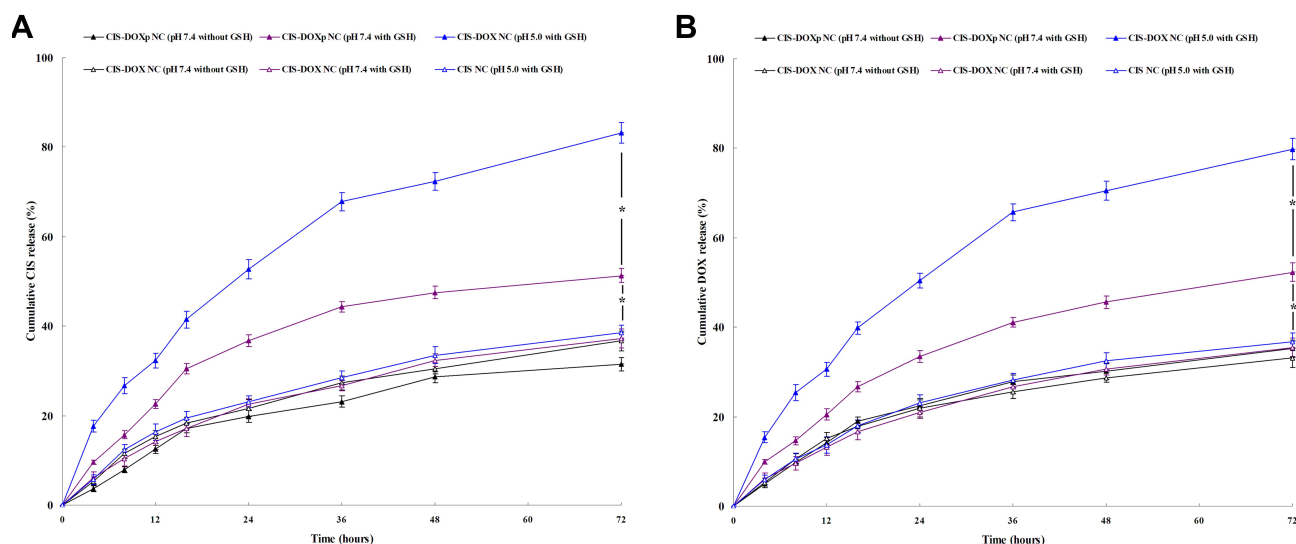 A
CIS-DOXp NC (pH 7.4 without GSH) CIS-DOXp NC (pH 7.4 with GSH) CIS-DOX NC (pH 5.0 with GSH)
CIS-DOX NC (pH 7.4 without GSH) CIS-DOX NC (pH 7.4 with GSH) CIS NC (pH 5.0 with GSH)
100
80
60
40
20
0
Cumulative CIS release (%)
*
*
0 12 24 36 48 60 72
Time (hours)
B
CIS-DOXp NC (pH 7.4 without GSH) CIS-DOXp NC (pH 7.4 with GSH) CIS-DOX NC (pH 5.0 with GSH)
CIS-DOX NC (pH 7.4 without GSH) CIS-DOX NC (pH 7.4 with GSH) CIS NC (pH 5.0 with GSH)
100
80
60
40
20
0
Cumulative DOX release (%)
*
*
0 12 24 36 48 60 72
Time (hours)